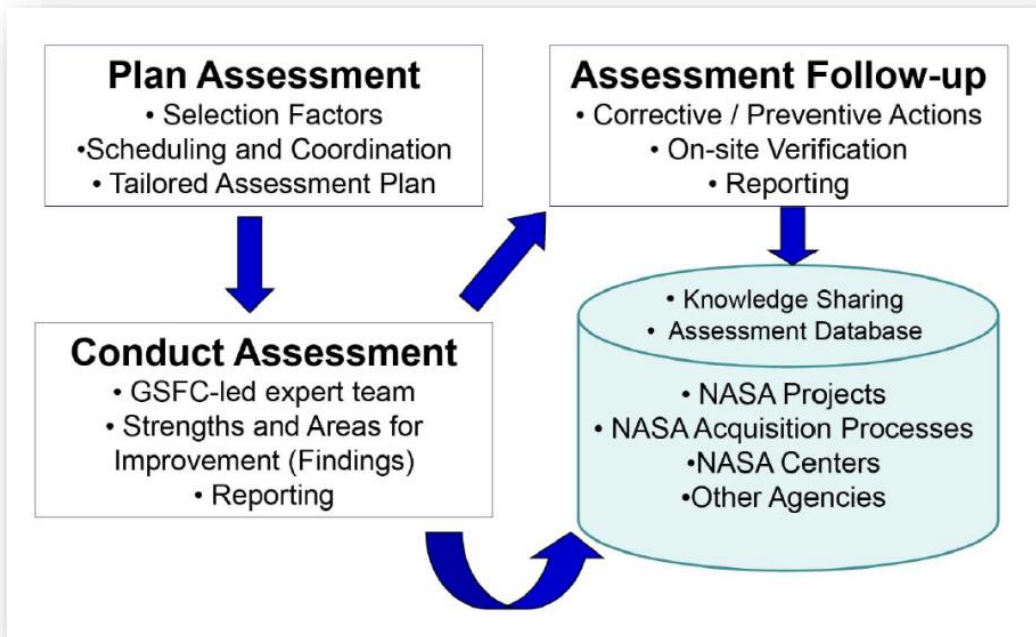 Plan Assessment
• Selection Factors
•Scheduling and Coordination
• Tailored Assessment Plan
Conduct Assessment
• GSFC-led expert team
• Strengths and Areas for
Improvement (Findings)
• Reporting
Assessment Follow-up
• Corrective / Preventive Actions
• On-site Verification
• Reporting
• Knowledge Sharing
• Assessment Database
• NASA Projects
• NASA Acquisition Processes
•NASA Centers
•Other Agencies